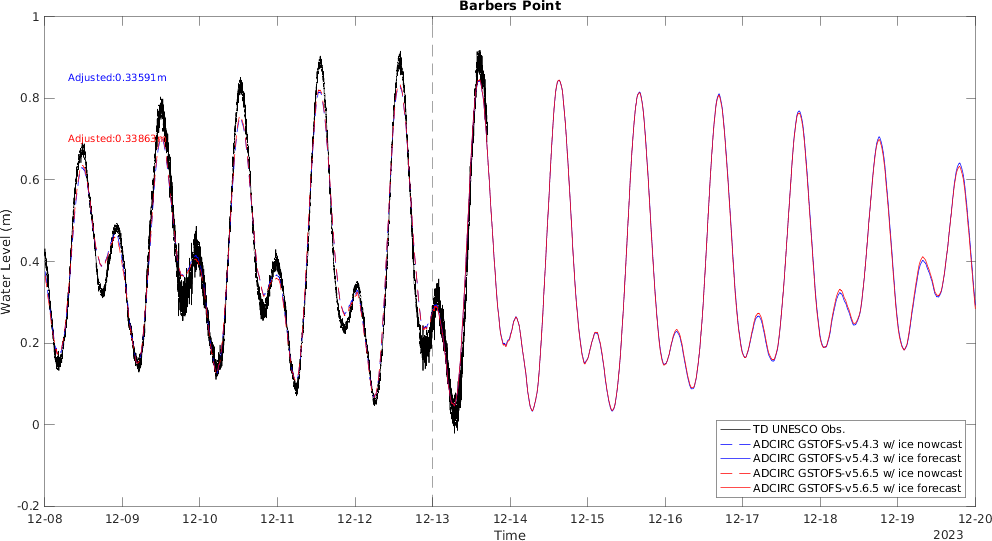 Barbers Point
1
0.8
0.6
0.4
0.2
0
-0.2
Water Level (m)
Adjusted:0.33591m
Adjusted:0.33863m
TD UNESCO Obs.
ADCIRC GSTOFS-v5.4.3 w/ ice nowcast
ADCIRC GSTOFS-v5.4.3 w/ ice forecast
ADCIRC GSTOFS-v5.6.5 w/ ice nowcast
ADCIRC GSTOFS-v5.6.5 w/ ice forecast
12-08 12-09 12-10 12-11 12-12 12-13 12-14 12-15 12-16 12-17 12-18 12-19 12-20
Time
2023